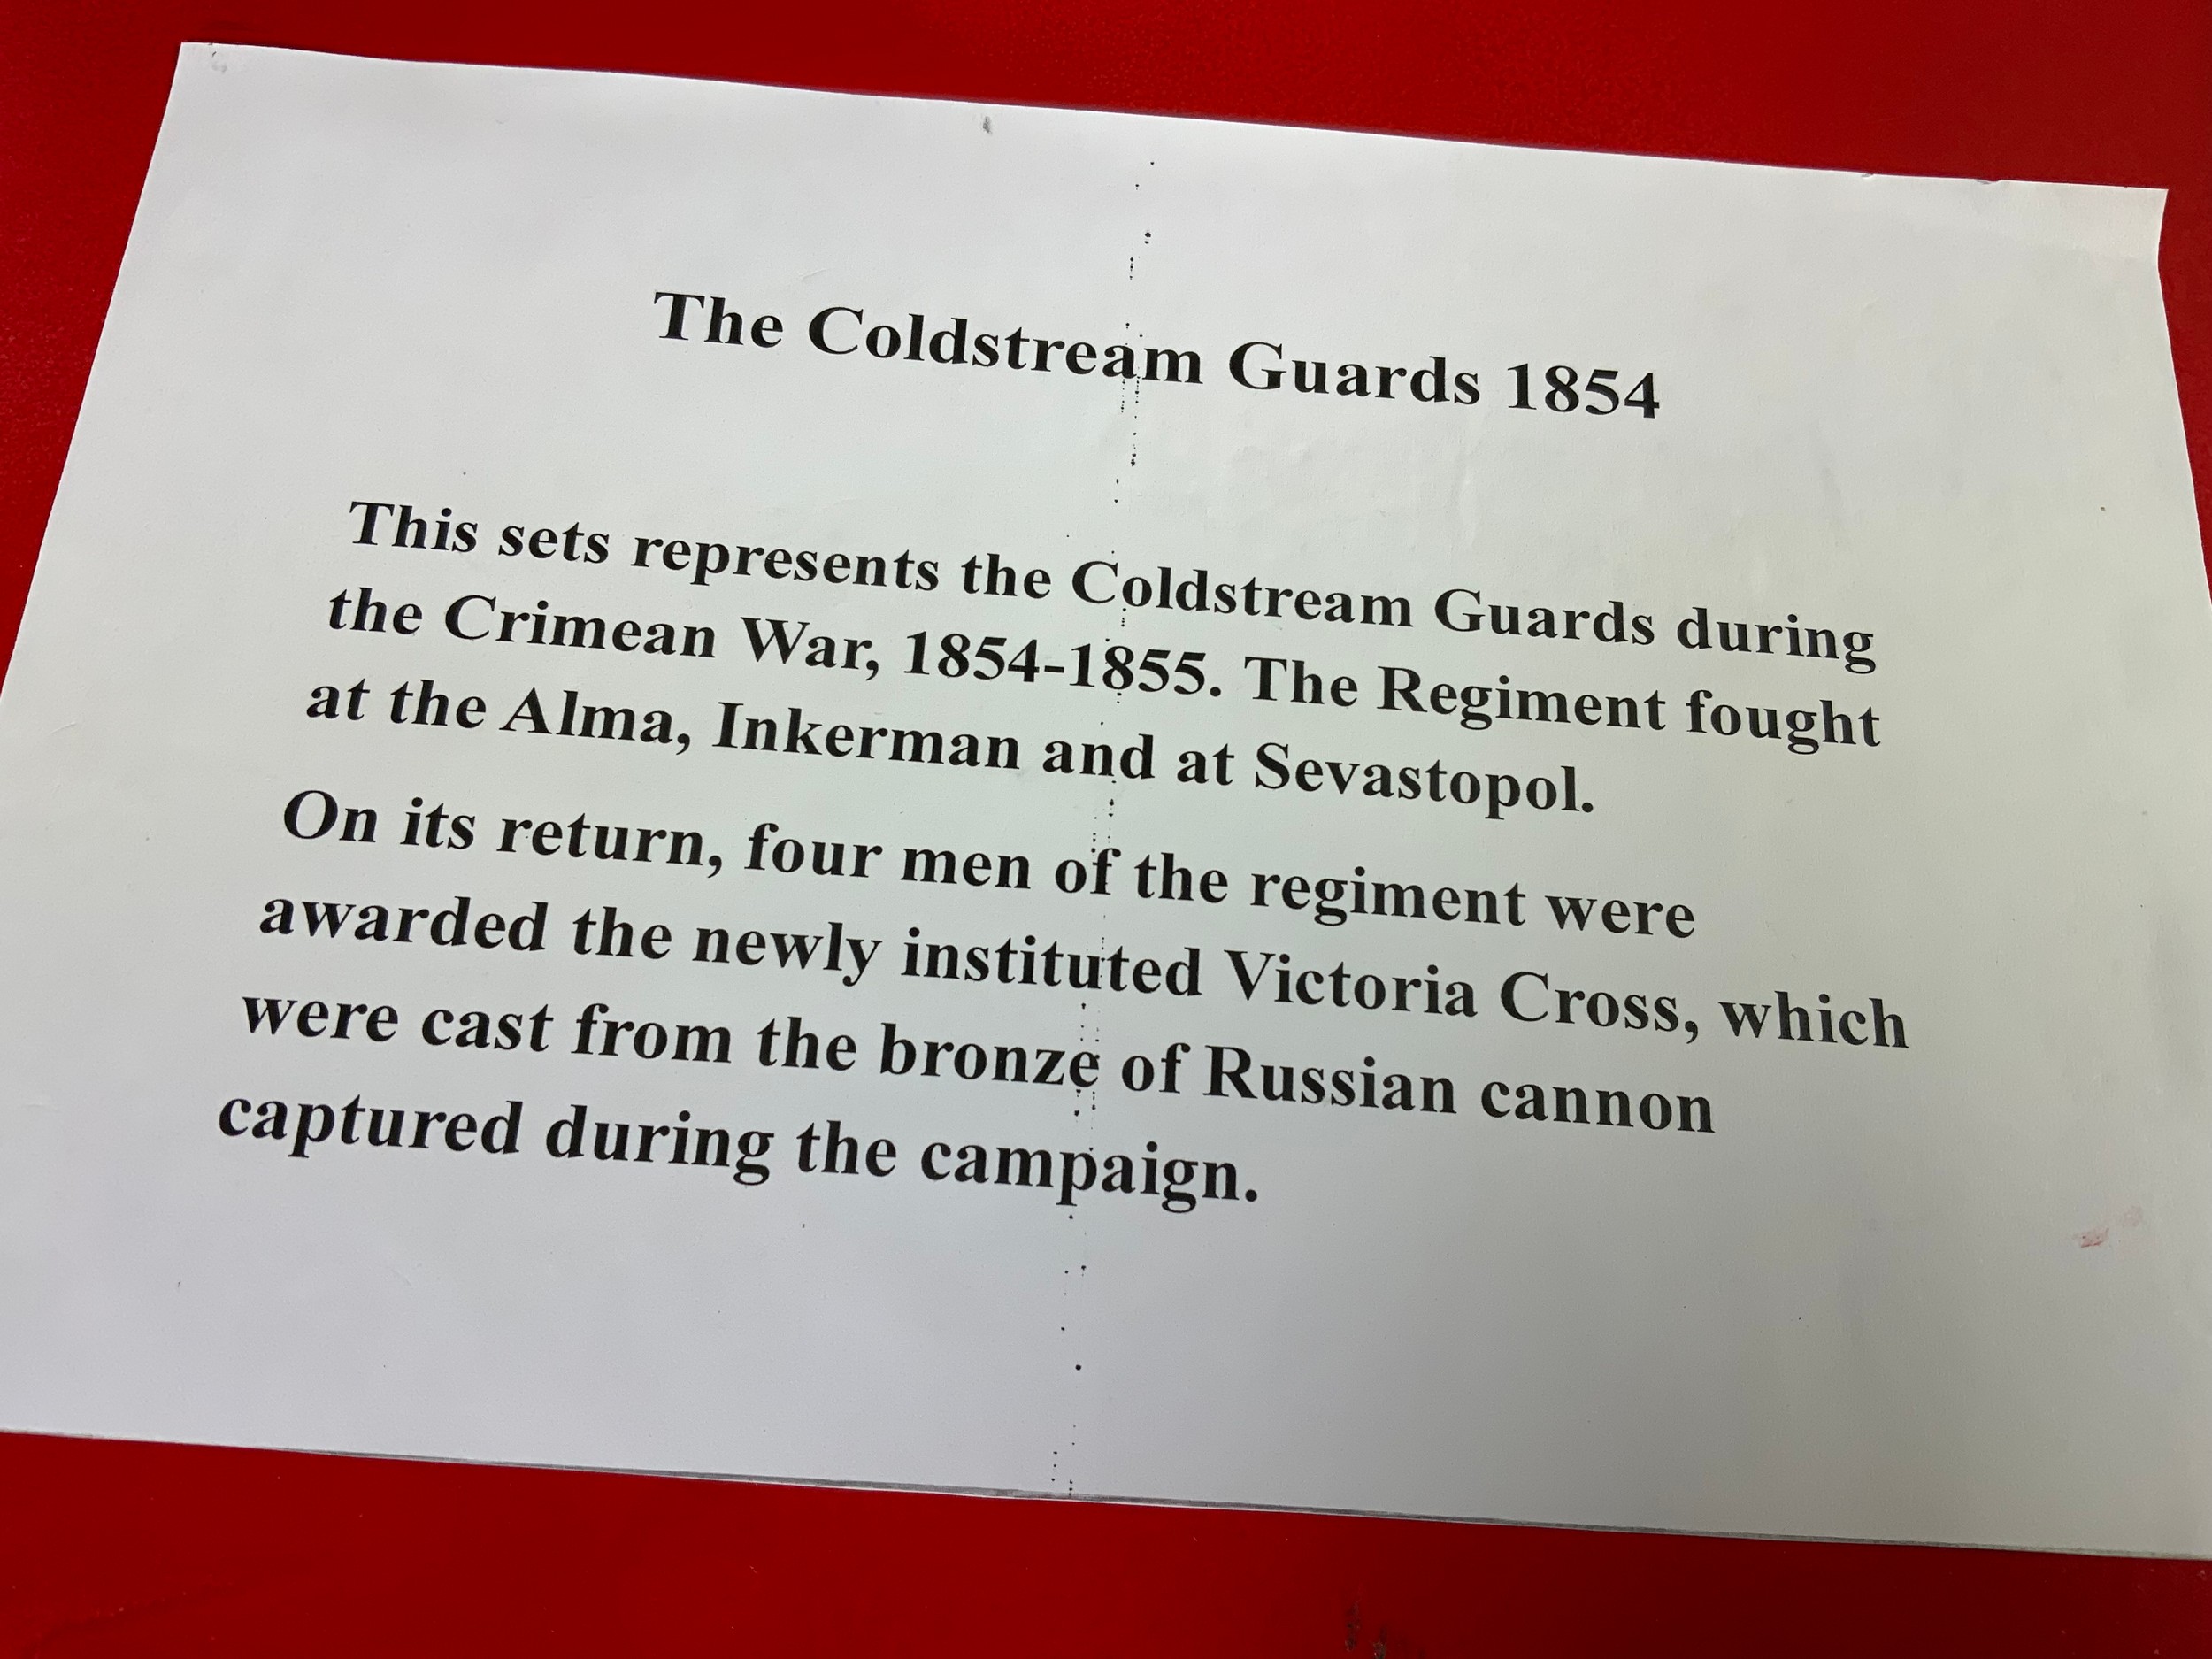 The Coldstream Guards 1854
This sets represents the Coldstream Guards during
the Crimean War, 1854-1855. The Regiment fought
at the Alma, Inkerman and at Sevastopol.
On its return, four men of the regiment were
awarded the newly instituted Victoria Cross, which
were cast from the bronze of Russian cannon
captured during the campaign.